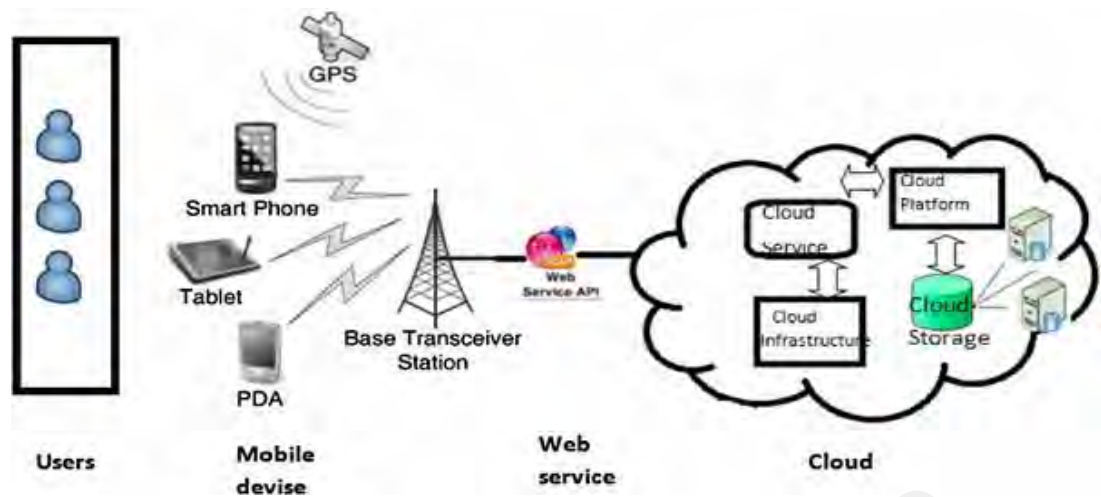 GPS
Smart Phone
Tablet
PDA
Base Transceiver
Station
Web
Service API
Cloud
Service
Cloud
Platform
Cloud
Infrastructure
Cloud
Storage
Users
Mobile
devise
Web
service
Cloud